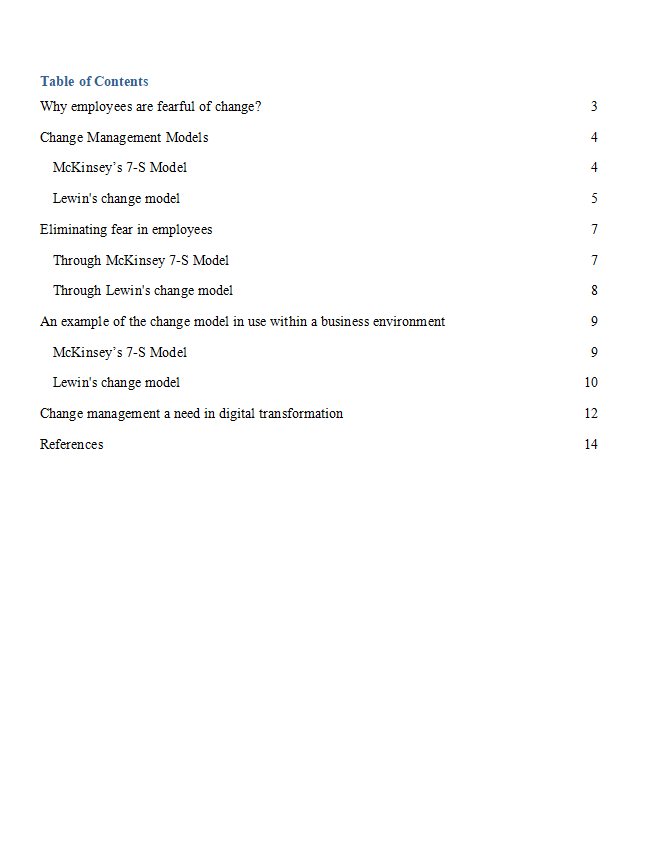 Table of Contents
Why employees are fearful of change? 3
Change Management Models 4
McKinsey’s 7-S Model 4
Lewin's change model 5
Eliminating fear in employees 7
Through McKinsey 7-S Model 7
Through Lewin's change model 8
An example of the change model in use within a business environment 9
McKinsey’s 7-S Model 9
Lewin's change model 10
Change management a need in digital transformation 12
References 14